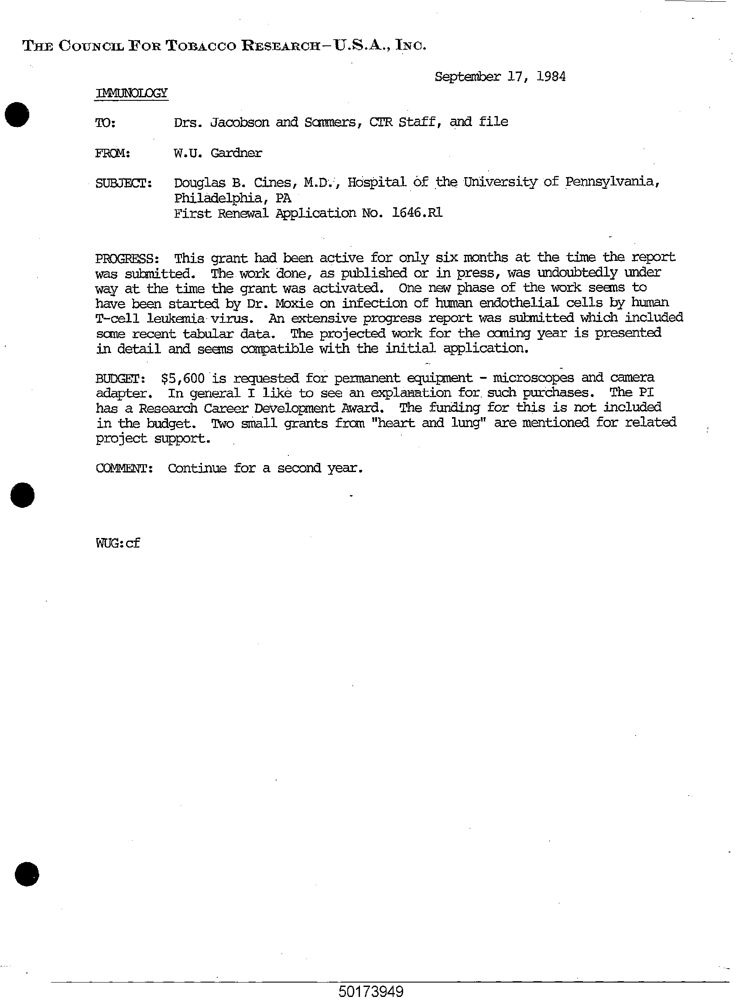 THE COUNCIL FOR TOBACCO RESEARCH-U.S.A., INC.
September 17, 1984
IMMUNOLOGY
TO: Drs. Jacobson and Sommers, CTR Staff, and file
FROM: W.U. Gardner
SUBJECT: Douglas B. Cines, M.D., Hospital of the University of Pennsylvania,
Philadelphia, PA
First Renewal Application No. 1646.R1
PROGRESS: This grant had been active for only six months at the time the report
was submitted. The work done, as published or in press, was undoubtedly under
way at the time the grant was activated. One new phase of the work seems to
have been started by Dr. Moxie on infection of human endothelial cells by human
T-cell leukemia virus. An extensive progress report was submitted which included
some recent tabular data. The projected work for the coming year is presented
in detail and seems compatible with the initial application.
BUDGET: $5,600 is requested for permanent equipment - microscopes and camera
adapter. In general I like to see an explanation for such purchases. The PI
has a Research Career Development Award. The funding for this is not included
in the budget. Two small grants from "heart and lung" are mentioned for related
project support.
COMMENT: Continue for a second year.
WUG:cf
50173949